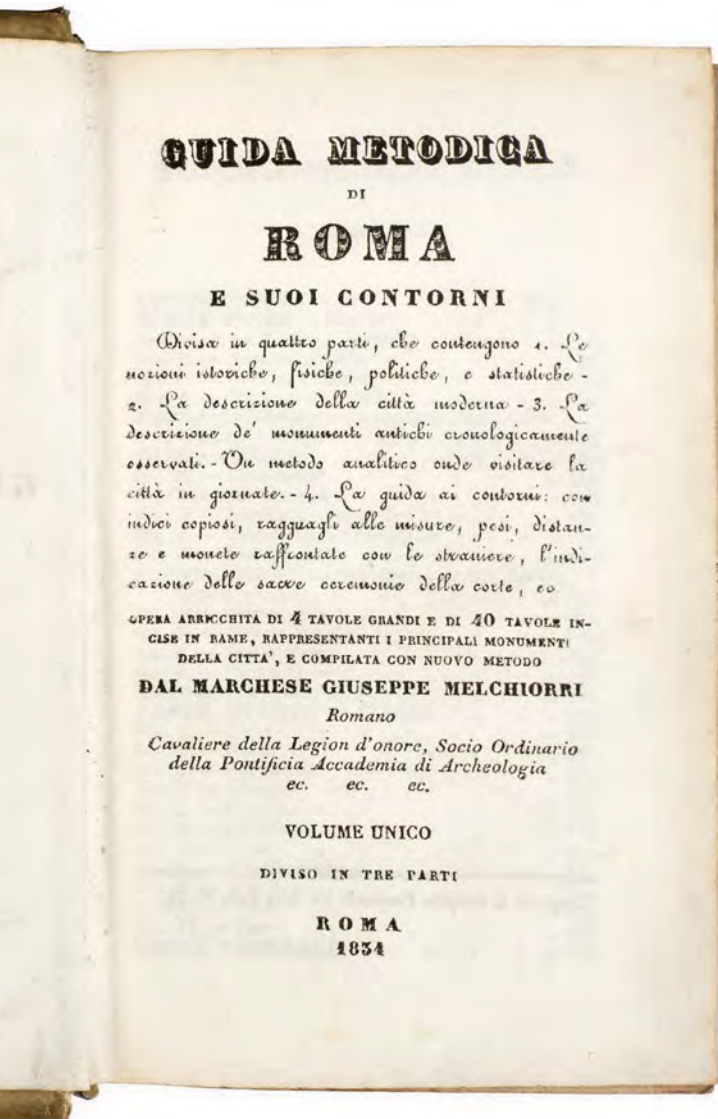 GUIDA METODICA
DI
ROMA
E SUOI CONTORNI
Divisa in quattro parti, che contengono 1. Le
nozioni istoriche, fisiche, politiche, e statistiche -
2. La descrizione della città moderna - 3. La
descrizione de' monumenti antichi cronologicamente
osservati. - Un metodo analitico onde visitare la
città in giornate. - 4. La guida ai contorni: con
indici copiosi, ragguagli alle misure, pesi, distan-
ze e monete raffrontate con le straniere, l'indi-
cazione delle sacre ceremonie della corte, ec
OPERA ARRICCHITA DI 4 TAVOLE GRANDI E DI 40 TAVOLE IN-
CISE IN RAME, RAPPRESENTANTI I PRINCIPALI MONUMENTI
DELLA CITTA', E COMPILATA CON NUOVO METODO
DAL MARCHESE GIUSEPPE MELCHIORRI
Romano
Cavaliere della Legion d'onore, Socio Ordinario
della Pontificia Accademia di Archeologia
ec. ec. ec.
VOLUME UNICO
DIVISO IN TRE PARTI
ROMA
1834